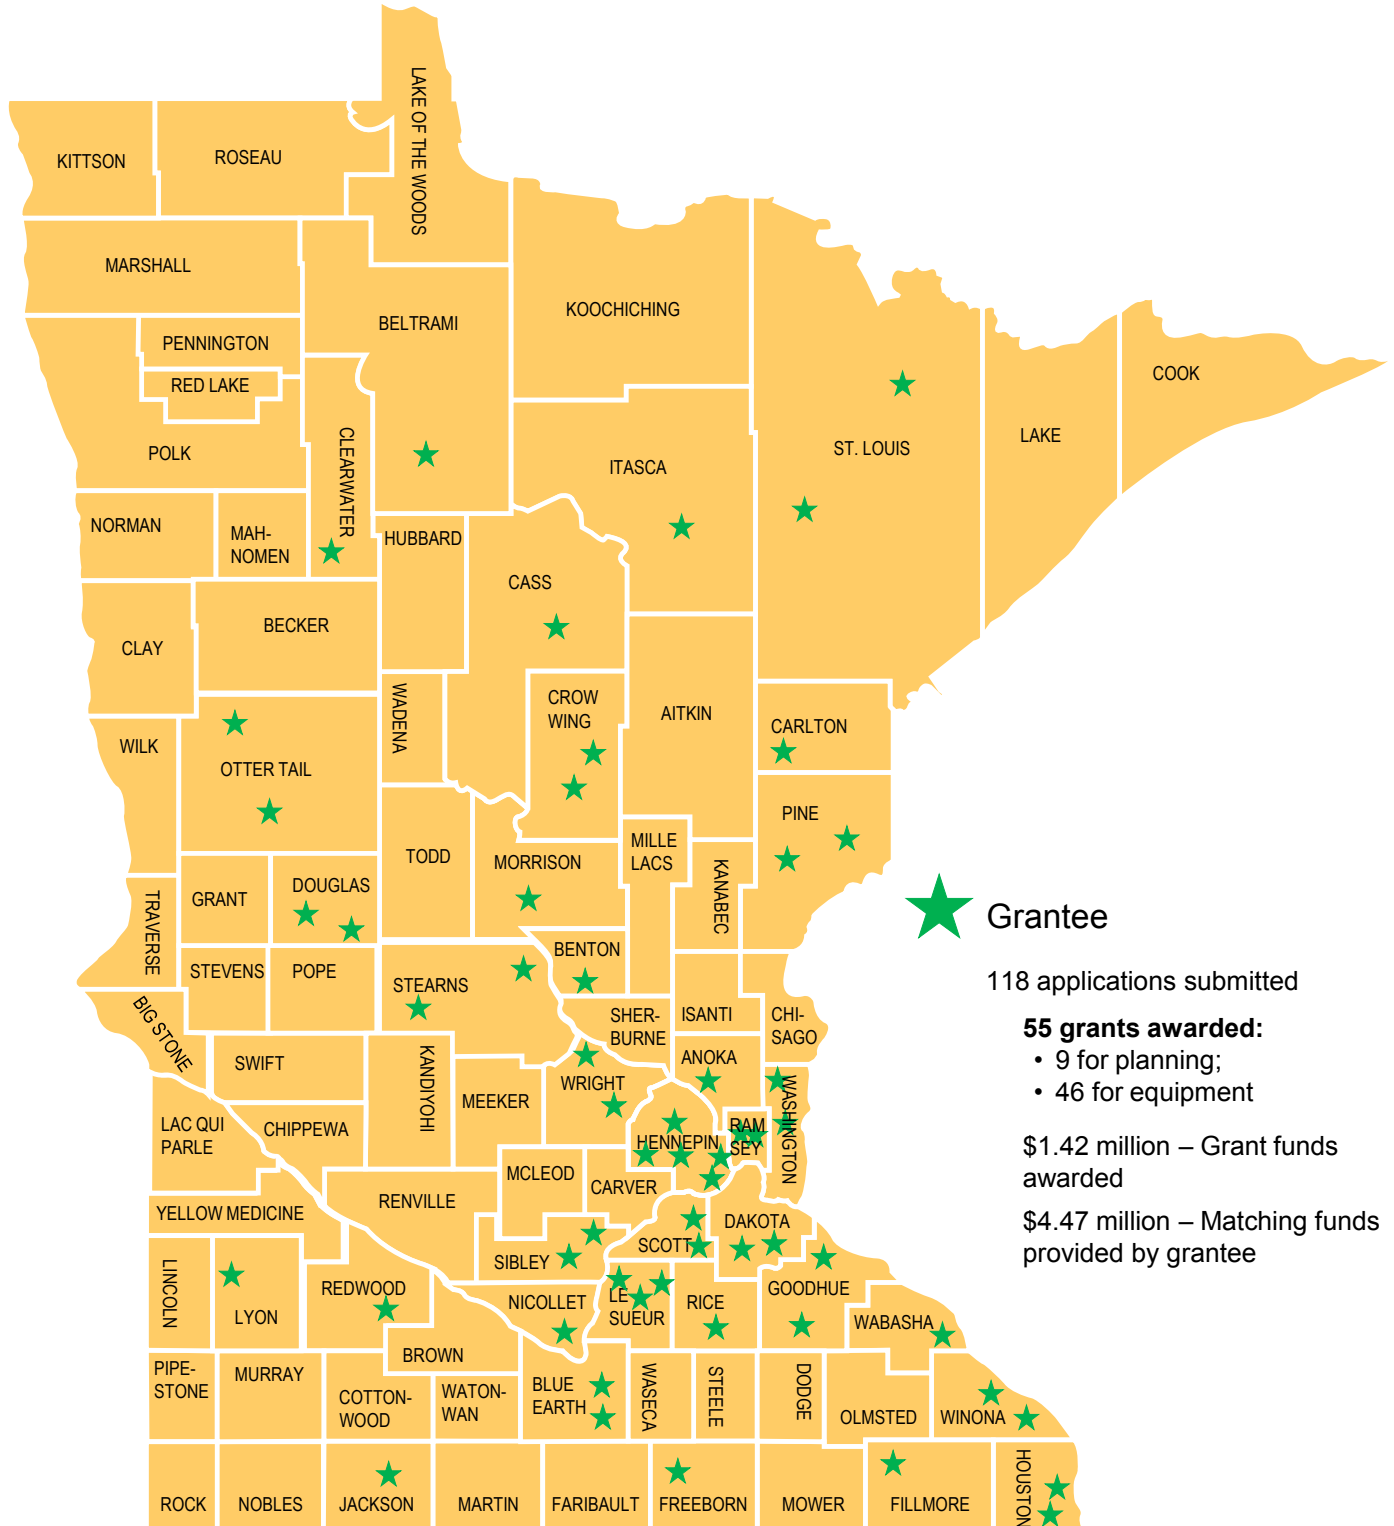 LAKE OF THE WOODS
KITTSON
ROSEAU
MARSHALL
BELTRAMI
KOOCHICHING
PENNINGTON
RED LAKE
COOK
POLK
CLEARWATER
ITASCA
ST. LOUIS
LAKE
NORMAN
MAH-
NOMEN
HUBBARD
CASS
BECKER
CLAY
WADENA
CROW
WING
AITKIN
CARLTON
WILK
OTTER TAIL
PINE
TODD
MORRISON
MILLE
LACS
KANABEC
GRANT
DOUGLAS
TRAVERSE
BENTON
STEVENS
POPE
STEARNS
BIG STONE
SHER-
BURNE
ISANTI
CHI-
SAGO
SWIFT
KANDIYOHI
ANOKA
WRIGHT
WASHINGTON
MEEKER
LAC QUI
PARLE
CHIPPEWA
HENNEPIN
RAM
SEY
MCLEOD
CARVER
RENVILLE
YELLOW MEDICINE
DAKOTA
SCOTT
SIBLEY
LINCOLN
LYON
REDWOOD
NICOLLET
LE
SUEUR
RICE
GOODHUE
WABASHA
BROWN
PIPE-
STONE
MURRAY
COTTON-
WOOD
WATON-
WAN
BLUE
EARTH
WASECA
STEELE
DODGE
OLMSTED
WINONA
ROCK
NOBLES
JACKSON
MARTIN
FARIBAULT
FREEBORN
MOWER
FILLMORE
HOUSTON
Grantee
118 applications submitted
55 grants awarded:
• 9 for planning;
• 46 for equipment
$1.42 million – Grant funds
awarded
$4.47 million – Matching funds
provided by grantee